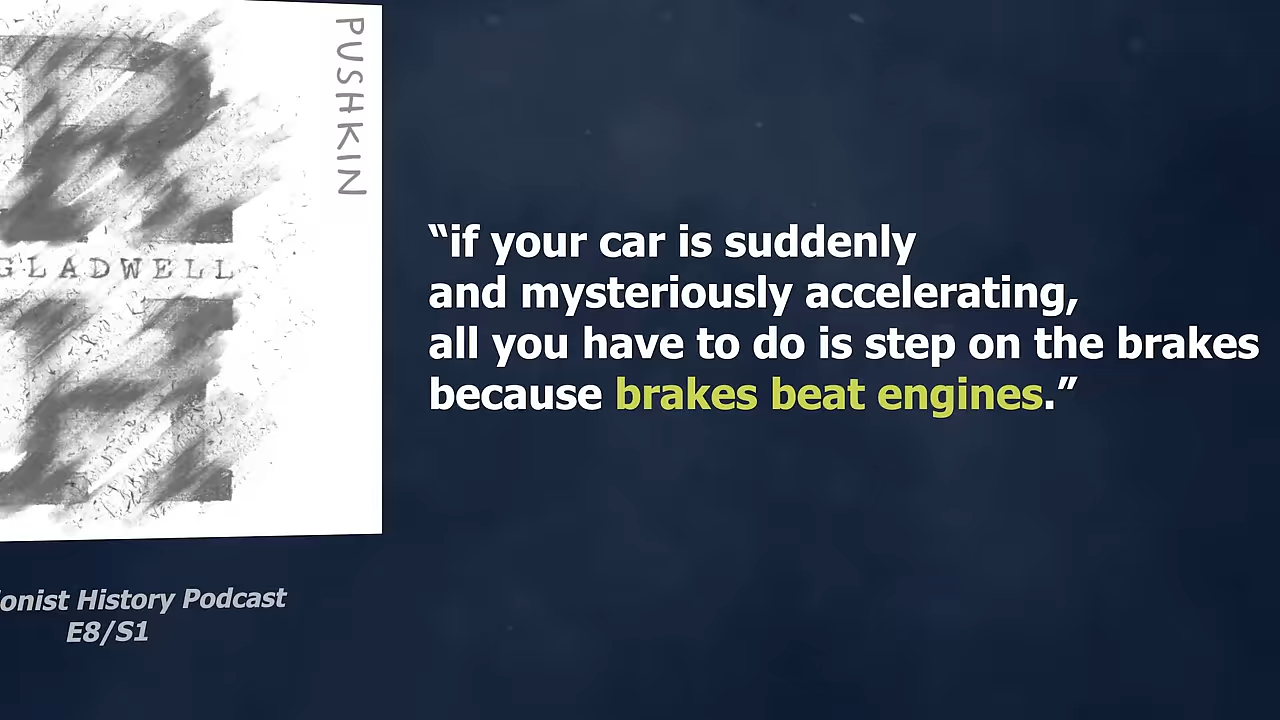 PUSHKIN
GLADWELL
“if your car is suddenly
and mysteriously accelerating,
all you have to do is step on the brakes
because brakes beat engines.”
onist History Podcast
E8/S1